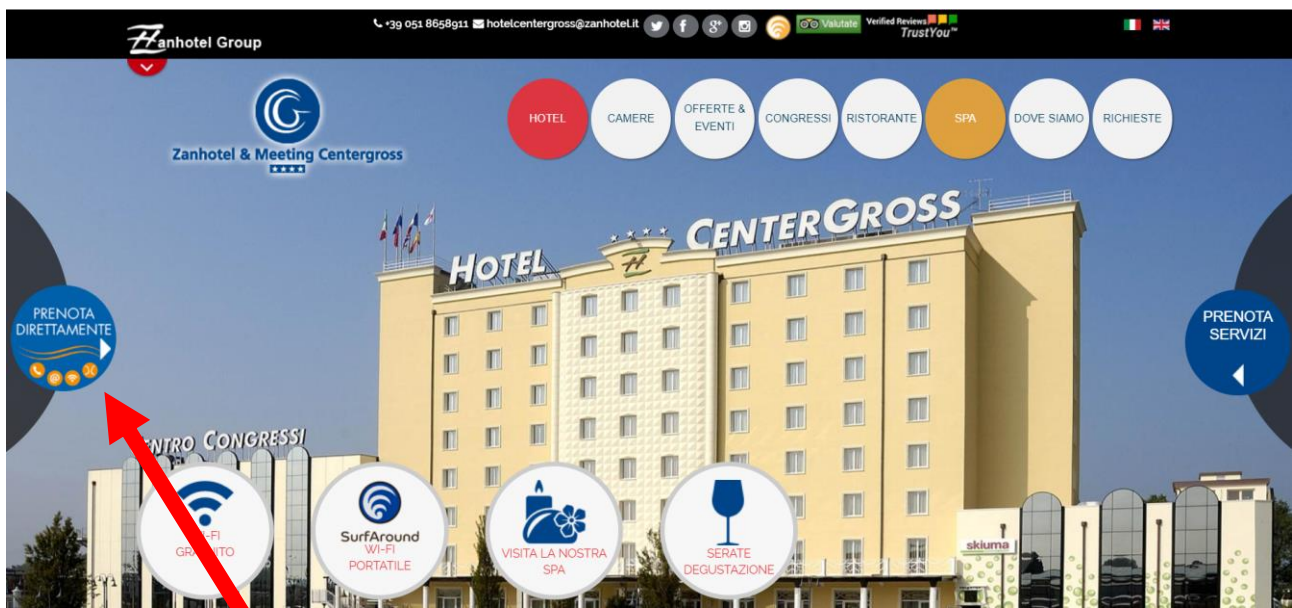 +39 051 8658911 hotelcentergross@zanhotel.it
Valutate
Verified Reviews
TrustYou™
Zanhotel Group
Zanhotel & Meeting Centergross
HOTEL
CAMERE
OFFERTE &
EVENTI
CONGRESSI
RISTORANTE
SPA
DOVE SIAMO
RICHIESTE
HOTEL
CENTERGROSS
PRENOTA
DIRETTAMENTE
PRENOTA
SERVIZI
CONGRESSI
GRATUITO
SurfAround
WI-FI
PORTATILE
VISITA LA NOSTRA
SPA
SERATE
DEGUSTAZIONE
skiuma